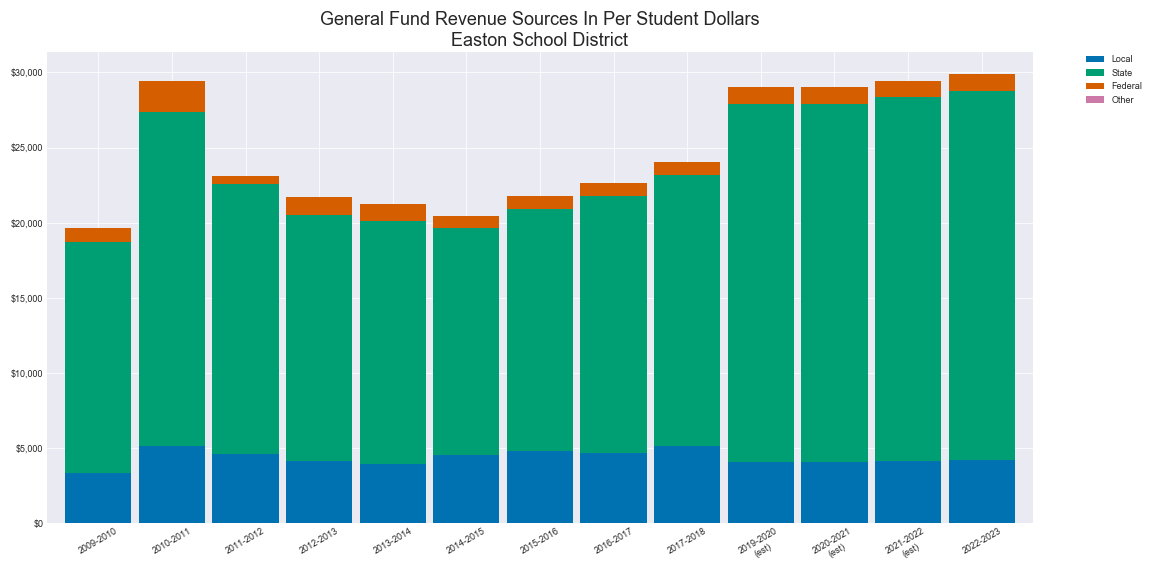 General Fund Revenue Sources In Per Student Dollars
Easton School District
Local
State
Federal
Other
$30,000
$25,000
$20,000
$15,000
$10,000
$5,000
$0
2009-2010
2010-2011
2011-2012
2012-2013
2013-2014
2014-2015
2015-2016
2016-2017
2017-2018
2019-2020
(est)
2020-2021
(est)
2021-2022
(est)
2022-2023